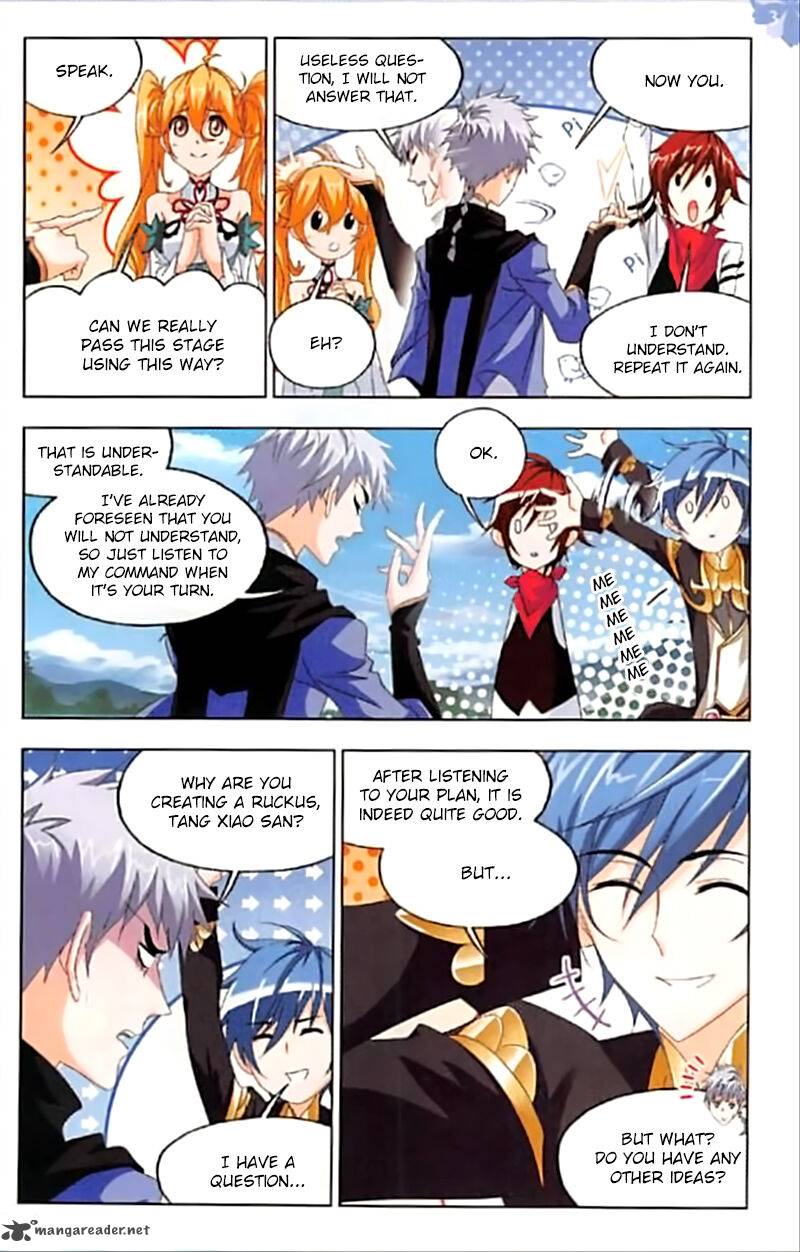 3
SPEAK.
CAN WE REALLY
PASS THIS STAGE
USING THIS WAY?
USELESS QUES-
TION, I WILL NOT
ANSWER THAT.
EH?
NOW YOU.
Pi
Pi
I DON'T
UNDERSTAND.
REPEAT IT AGAIN.
THAT IS UNDER-
STANDABLE.
I'VE ALREADY
FORESEEN THAT YOU
WILL NOT UNDERSTAND,
SO JUST LISTEN TO
MY COMMAND WHEN
IT'S YOUR TURN.
OK.
ME
ME
ME
ME
ME
ME
WHY ARE YOU
CREATING A RUCKUS,
TANG XIAO SAN?
I HAVE A
QUESTION...
AFTER LISTENING
TO YOUR PLAN, IT IS
INDEED QUITE GOOD.
BUT...
BUT WHAT?
DO YOU HAVE ANY
OTHER IDEAS?
mangareader.net